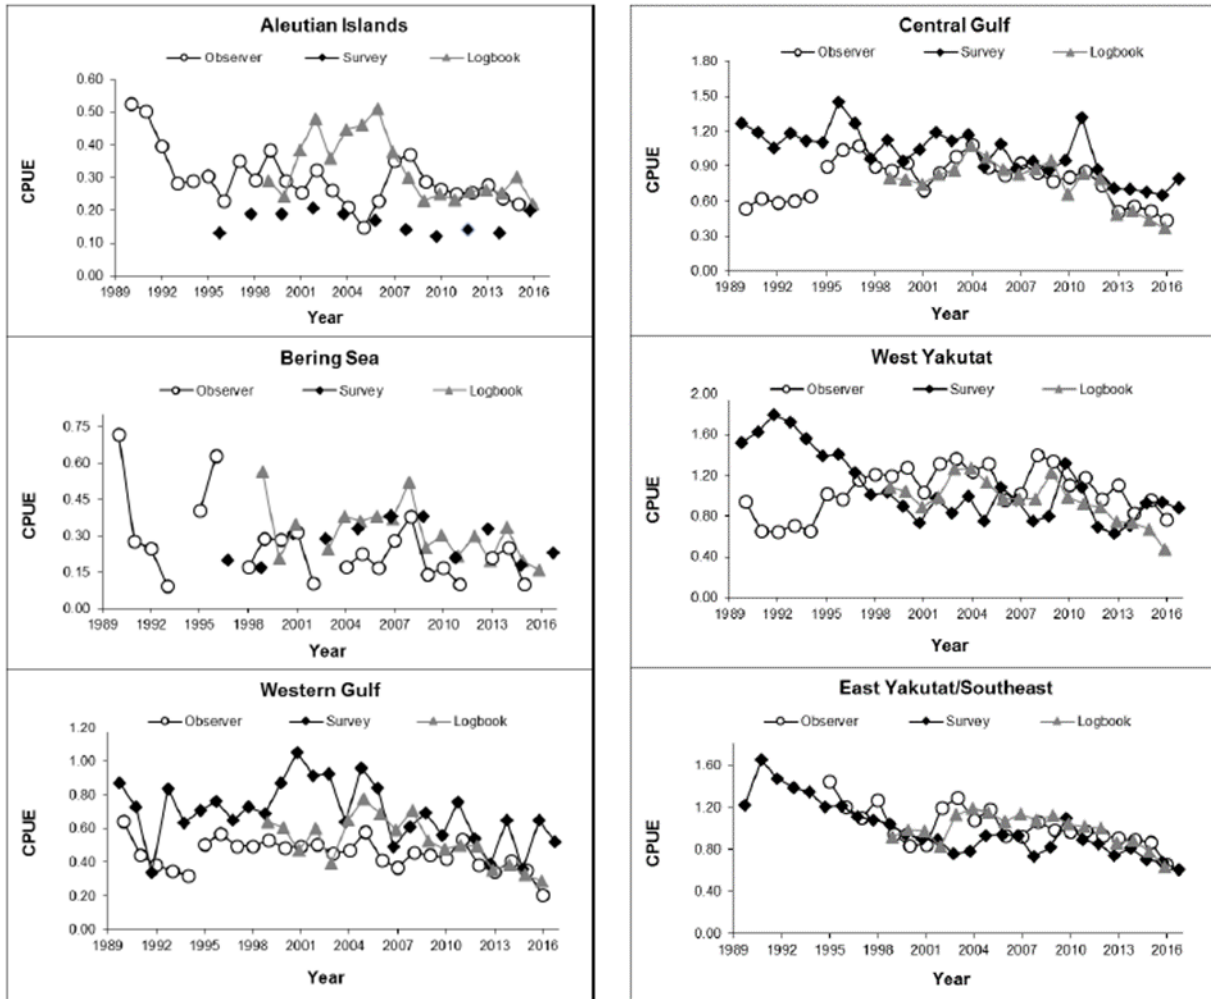 Aleutian Islands
Observer Survey Logbook
CPUE
0.60
0.50
0.40
0.30
0.20
0.10
0.00
1989 1992 1995 1998 2001 2004 2007 2010 2013 2016
Year
Bering Sea
Observer Survey Logbook
CPUE
0.75
0.60
0.45
0.30
0.15
0.00
1989 1992 1995 1998 2001 2004 2007 2010 2013 2016
Year
Western Gulf
Observer Survey Logbook
CPUE
1.20
1.00
0.80
0.60
0.40
0.20
0.00
1989 1992 1995 1998 2001 2004 2007 2010 2013 2016
Year
Central Gulf
Observer Survey Logbook
CPUE
1.80
1.50
1.20
0.90
0.60
0.30
0.00
1989 1992 1995 1998 2001 2004 2007 2010 2013 2016
Year
West Yakutat
Observer Survey Logbook
CPUE
2.00
1.60
1.20
0.80
0.40
0.00
1989 1992 1995 1998 2001 2004 2007 2010 2013 2016
Year
East Yakutat/Southeast
Observer Survey Logbook
CPUE
1.60
1.20
0.80
0.40
0.00
1989 1992 1995 1998 2001 2004 2007 2010 2013 2016
Year